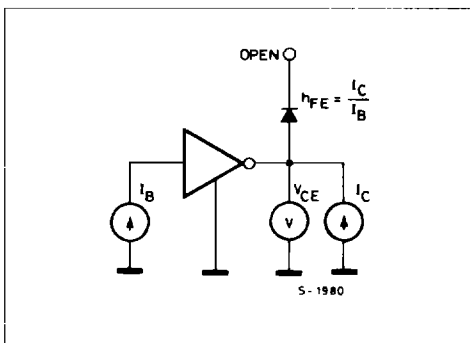 OPEN
hFE = IC
IB
IB
VCE
IC
V
S-1980